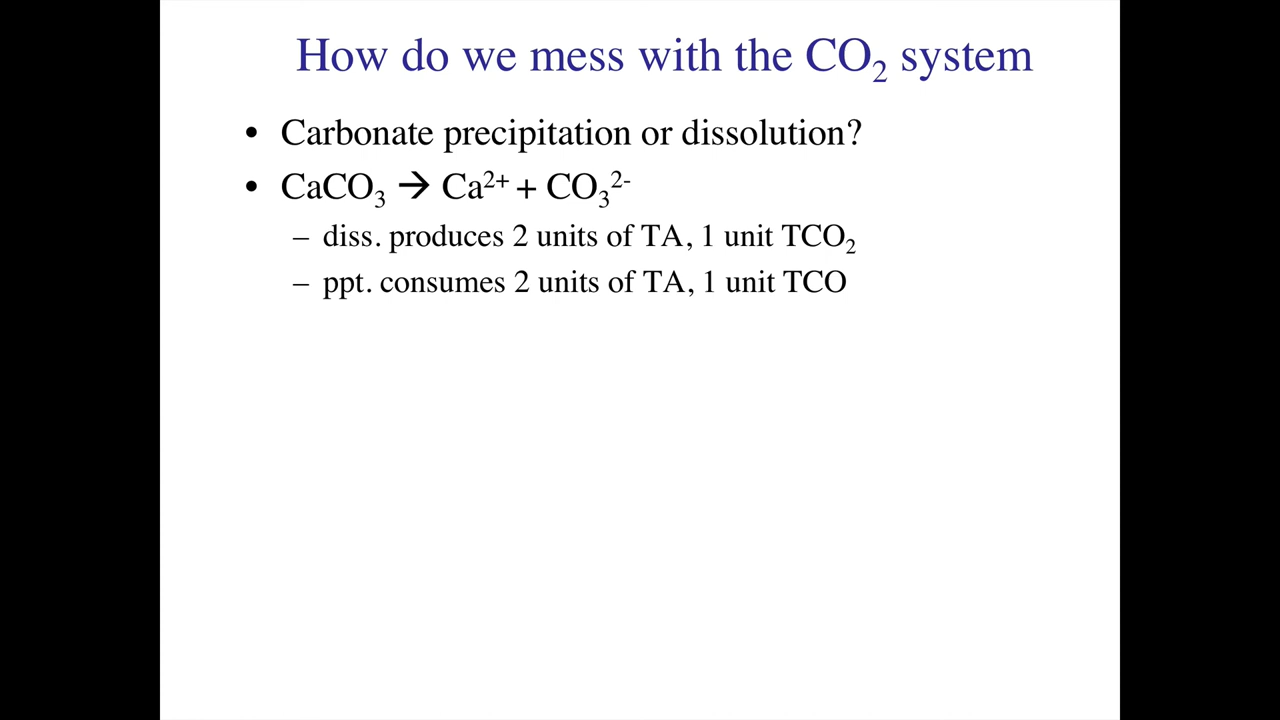 How do we mess with the CO₂ system
• Carbonate precipitation or dissolution?
• CaCO₃ → Ca²⁺ + CO₃²⁻
– diss. produces 2 units of TA, 1 unit TCO₂
– ppt. consumes 2 units of TA, 1 unit TCO